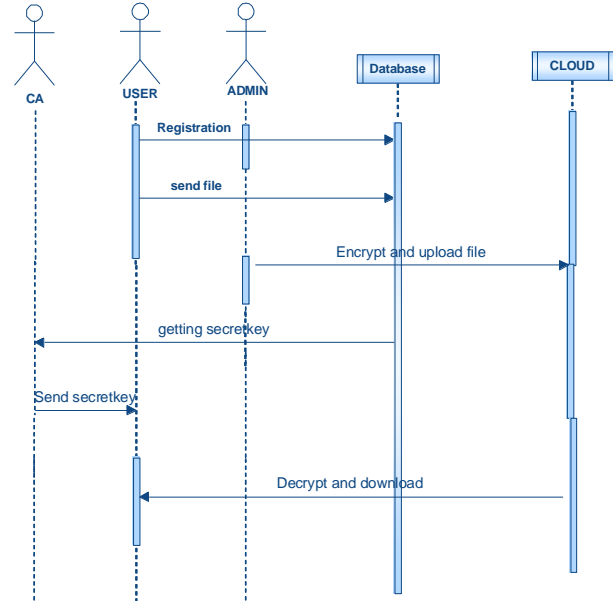 CA
USER
ADMIN
Database
CLOUD
Registration
send file
Encrypt and upload file
getting secretkey
Send secretkey
Decrypt and download